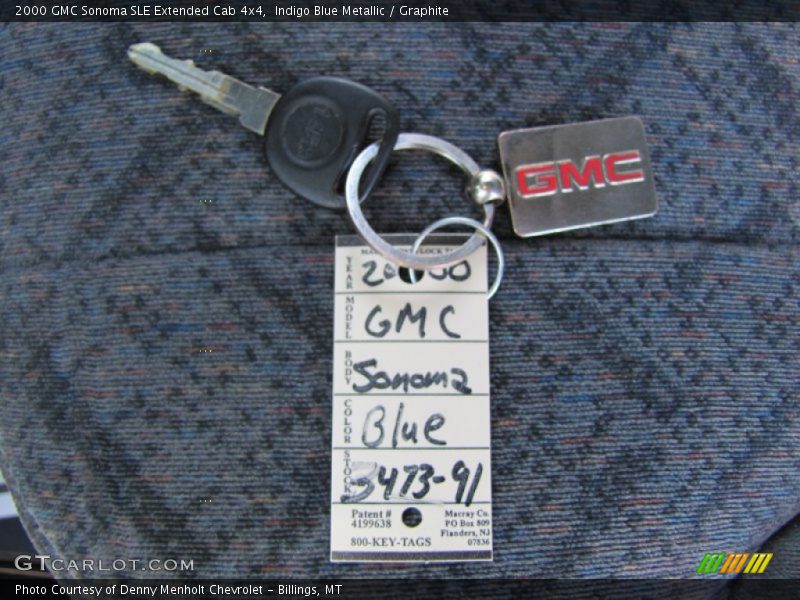 2000 GMC Sonoma SLE Extended Cab 4x4, Indigo Blue Metallic / Graphite
GMC
YEAR 2000
MODEL GMC
BODY Sonoma
COLOR Blue
STOCK 3473-91
Patent #
4199638
800-KEY-TAGS
Macray Co.
PO Box 809
Flanders, NJ
07836
GTCarLot.com
Photo Courtesy of Denny Menholt Chevrolet – Billings, MT